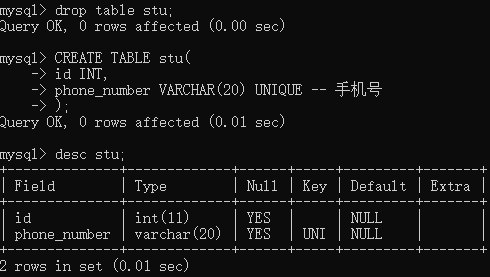 mysql> drop table stu;
Query OK, 0 rows affected (0.00 sec)
mysql> CREATE TABLE stu(
    -> id INT,
    -> phone_number VARCHAR(20) UNIQUE -- 手机号
    -> );
Query OK, 0 rows affected (0.01 sec)
mysql> desc stu;
+--------------+-------------+------+-----+---------+-------+
| Field        | Type        | Null | Key | Default | Extra |
+--------------+-------------+------+-----+---------+-------+
| id           | int(11)     | YES  |     | NULL    |       |
| phone_number | varchar(20) | YES  | UNI | NULL    |       |
+--------------+-------------+------+-----+---------+-------+
2 rows in set (0.01 sec)